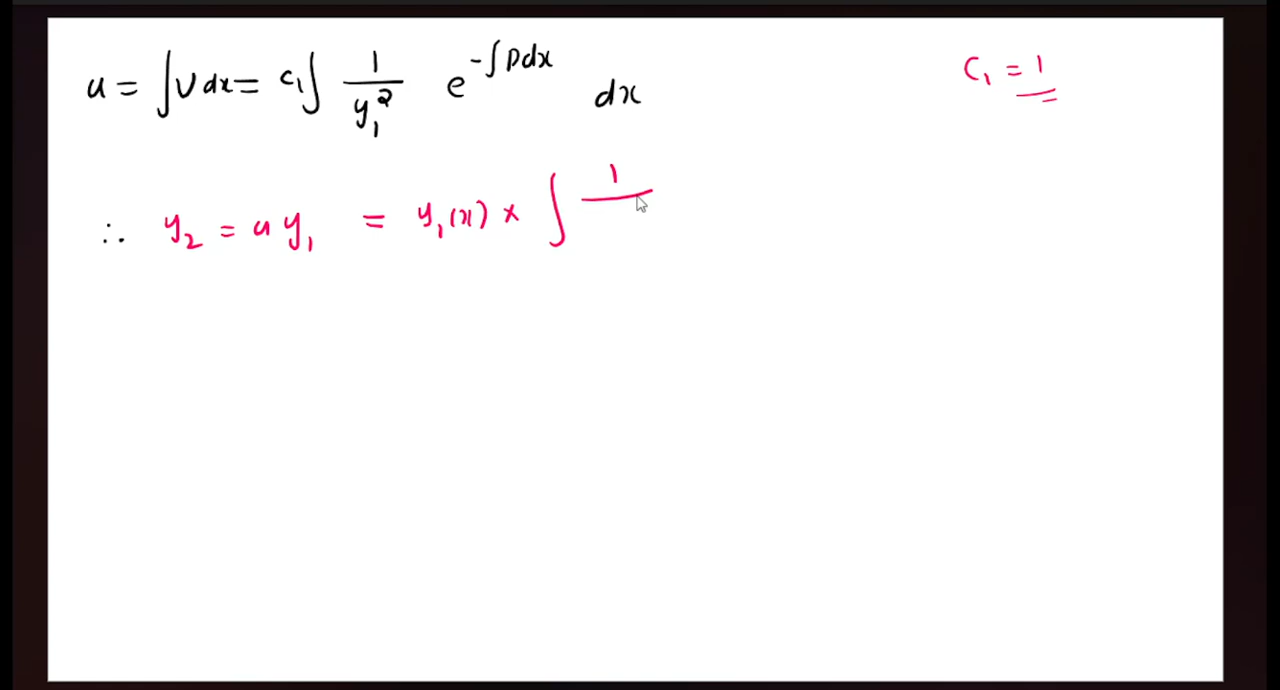 u = ∫ v dx = c₁ ∫ 1/y₁² e^(-∫ p dx) dx
c₁ = 1
∴ y₂ = u y₁ = y₁(x) × ∫ 1/